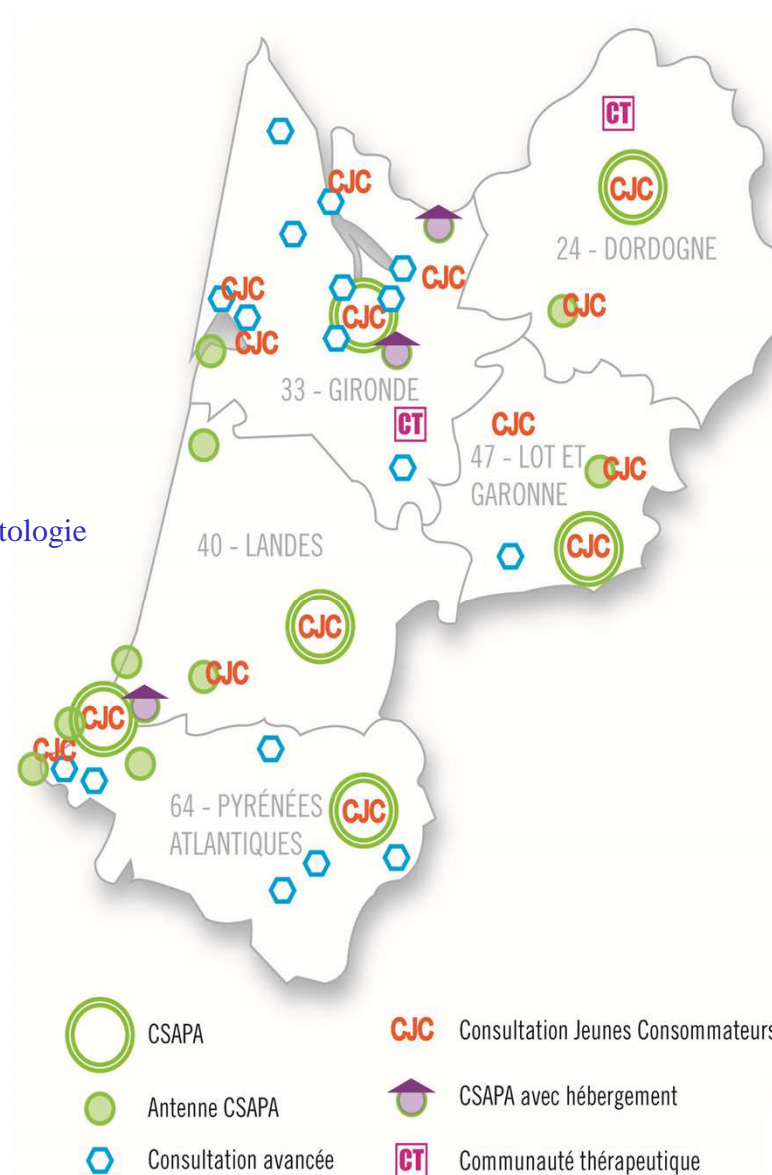 CT
CJC
CJC
24 - DORDOGNE
CJC
CJC
CJC
CJC
CJC
33 - GIRONDE
CT
CJC
47 - LOT ET
GARONNE
CJC
tologie
40 - LANDES
CJC
CJC
CJC
CJC
CJC
64 - PYRÉNÉES
ATLANTIQUES
CJC
CSAPA
CJC Consultation Jeunes Consommateurs
Antenne CSAPA
CSAPA avec hébergement
Consultation avancée
CT Communauté thérapeutique